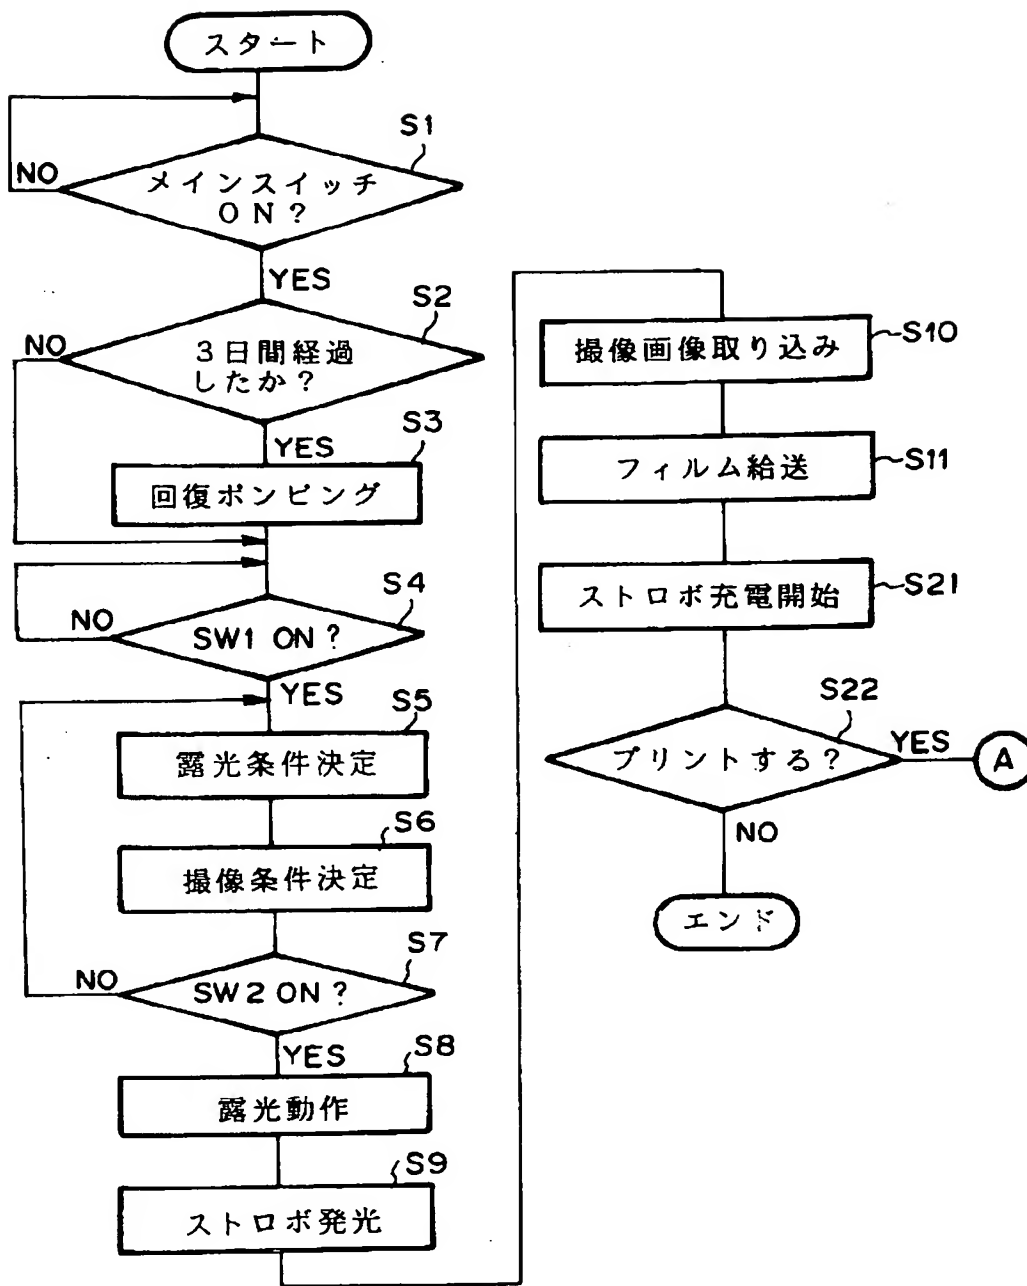 スタート
S1
NO
メインスイッチ
ON?
YES
S2
NO
3日間経過
したか?
YES
S3
回復ポンピング
S4
NO
SW1 ON?
YES
S5
露光条件決定
S6
撮像条件決定
S7
NO
SW2 ON?
YES
S8
露光動作
S9
ストロボ発光
撮像画像取り込み
S10
フィルム給送
S11
ストロボ充電開始
S21
S22
プリントする?
YES
A
NO
エンド